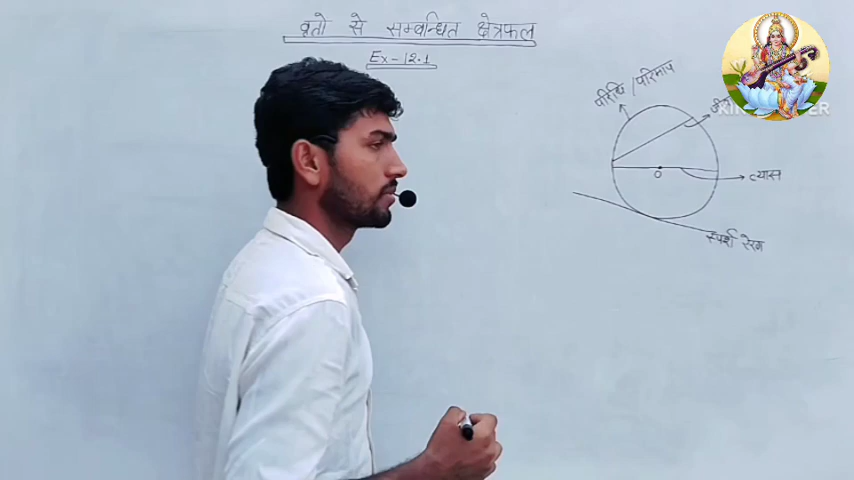 वृतो से सम्बन्धित क्षेत्रफल
Ex-12.1
परिधि / परिमाप
व्यास
O
स्पर्श रेखा